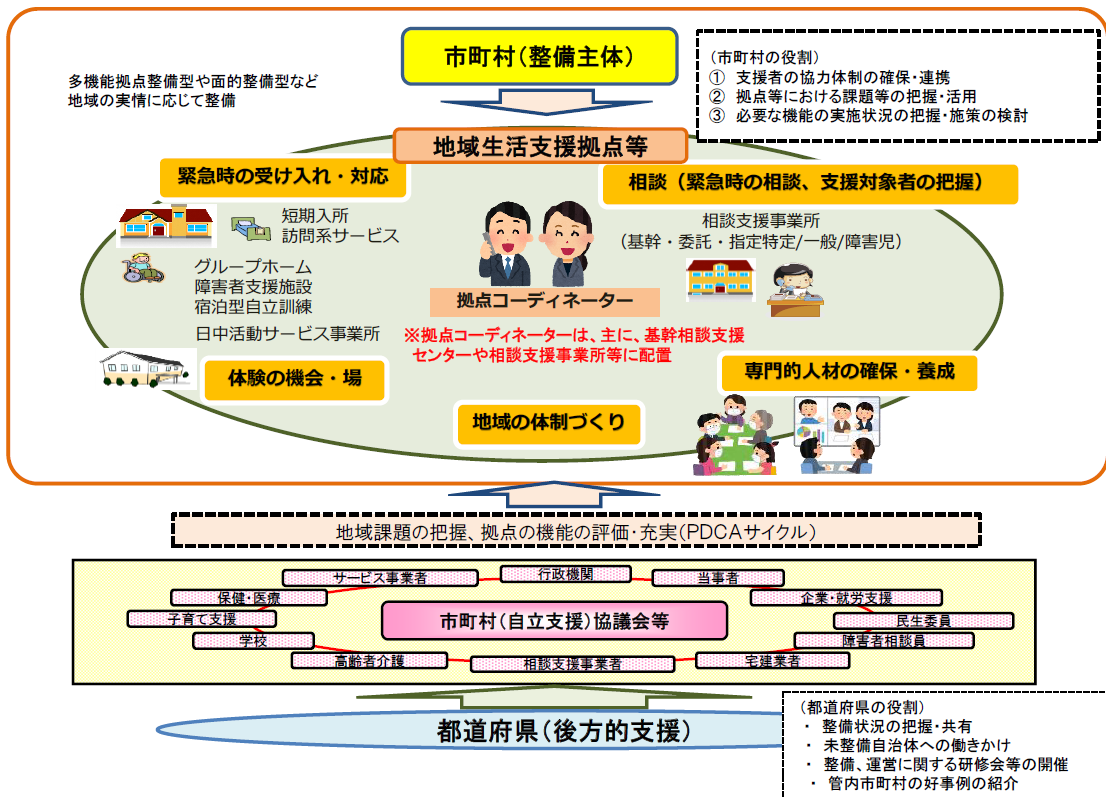 市町村（整備主体）
（市町村の役割）
① 支援者の協力体制の確保・連携
② 拠点等における課題等の把握・活用
③ 必要な機能の実施状況の把握・施策の検討
多機能拠点整備型や面的整備型など
地域の実情に応じて整備
地域生活支援拠点等
緊急時の受け入れ・対応
相談（緊急時の相談、支援対象者の把握）
短期入所
訪問系サービス
相談支援事業所
（基幹・委託・指定特定/一般/障害児）
グループホーム
障害者支援施設
宿泊型自立訓練
日中活動サービス事業所
拠点コーディネーター
※拠点コーディネーターは、主に、基幹相談支援
センターや相談支援事業所等に配置
体験の機会・場
専門的人材の確保・養成
地域の体制づくり
地域課題の把握、拠点の機能の評価・充実（PDCAサイクル）
サービス事業者
行政機関
当事者
保健・医療
企業・就労支援
子育て支援
市町村（自立支援）協議会等
民生委員
学校
障害者相談員
高齢者介護
相談支援事業者
宅建業者
都道府県（後方的支援）
（都道府県の役割）
・ 整備状況の把握・共有
・ 未整備自治体への働きかけ
・ 整備、運営に関する研修会等の開催
・ 管内市町村の好事例の紹介